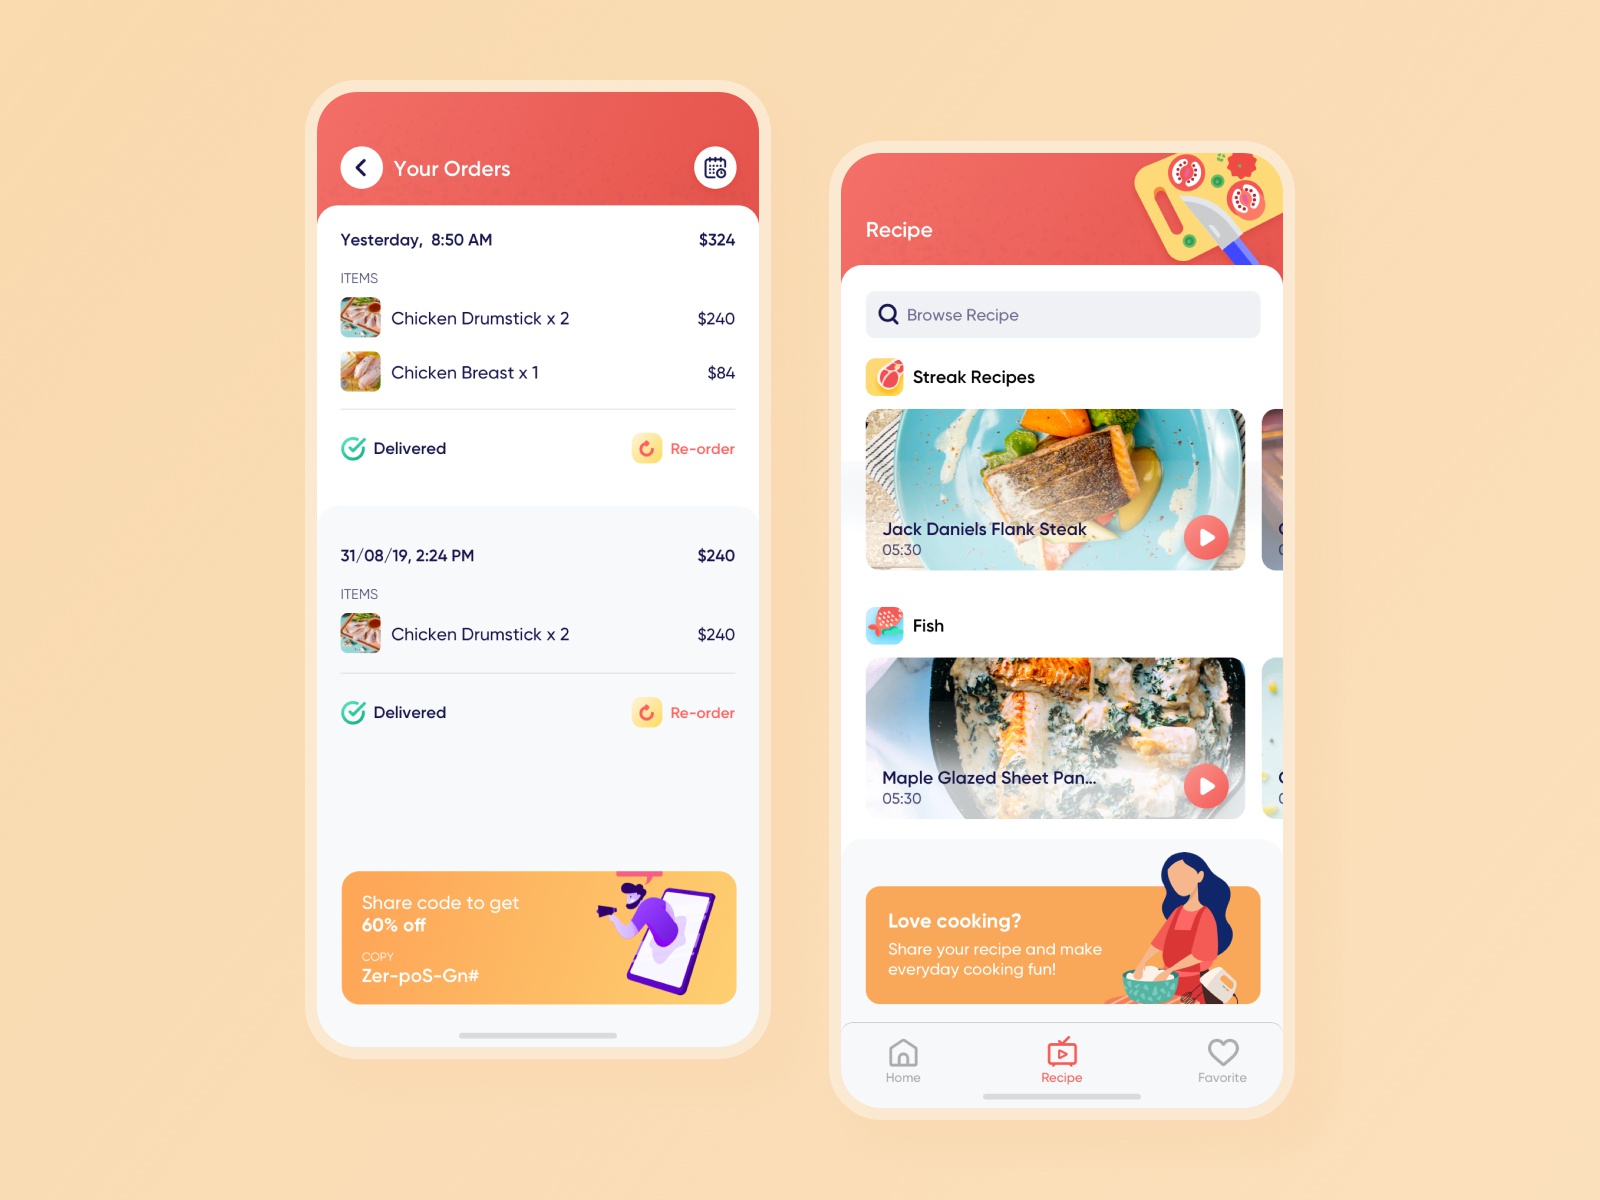 Your Orders
Yesterday, 8:50 AM $324
ITEMS
Chicken Drumstick x 2 $240
Chicken Breast x 1 $84
Delivered Re-order
31/08/19, 2:24 PM $240
ITEMS
Chicken Drumstick x 2 $240
Delivered Re-order
Share code to get
60% off
COPY
Zer-poS-Gn#
Recipe
Browse Recipe
Streak Recipes
Jack Daniels Flank Steak
05:30
Fish
Maple Glazed Sheet Pan...
05:30
Love cooking?
Share your recipe and make
everyday cooking fun!
Home Recipe Favorite